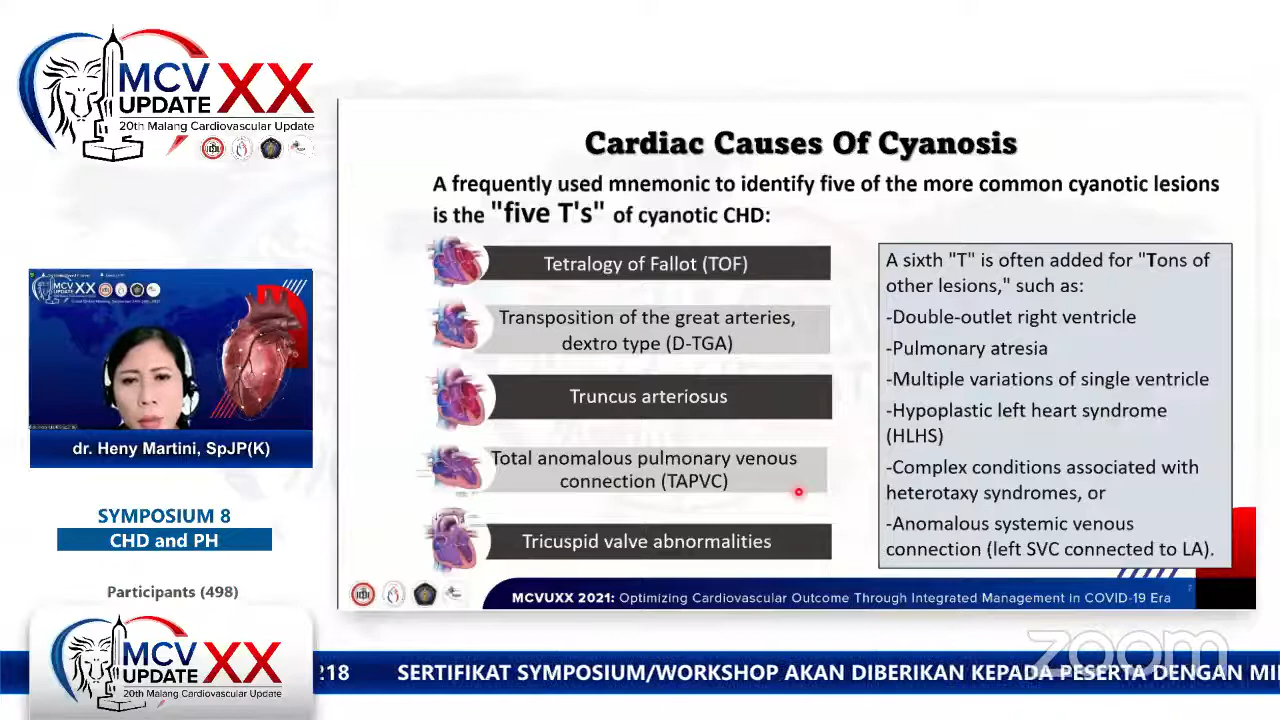 MCV XX
UPDATE
20th Malang Cardiovascular Update
Cardiac Causes Of Cyanosis
A frequently used mnemonic to identify five of the more common cyanotic lesions
is the "five T's" of cyanotic CHD:
Tetralogy of Fallot (TOF)
Transposition of the great arteries,
dextro type (D-TGA)
Truncus arteriosus
Total anomalous pulmonary venous
connection (TAPVC)
Tricuspid valve abnormalities
A sixth "T" is often added for "Tons of
other lesions," such as:
-Double-outlet right ventricle
-Pulmonary atresia
-Multiple variations of single ventricle
-Hypoplastic left heart syndrome
(HLHS)
-Complex conditions associated with
heterotaxy syndromes, or
-Anomalous systemic venous
connection (left SVC connected to LA).
MCVUXX 2021: Optimizing Cardiovascular Outcome Through Integrated Management in COVID-19 Era
MCV XX
UPDATE
dr. Heny Martini, SpJP(K)
SYMPOSIUM 8
CHD and PH
Participants (498)
MCV XX
UPDATE
20th Malang Cardiovascular Update
zoom
218 SERTIFIKAT SYMPOSIUM/WORKSHOP AKAN DIBERIKAN KEPADA PESERTA DENGAN MI